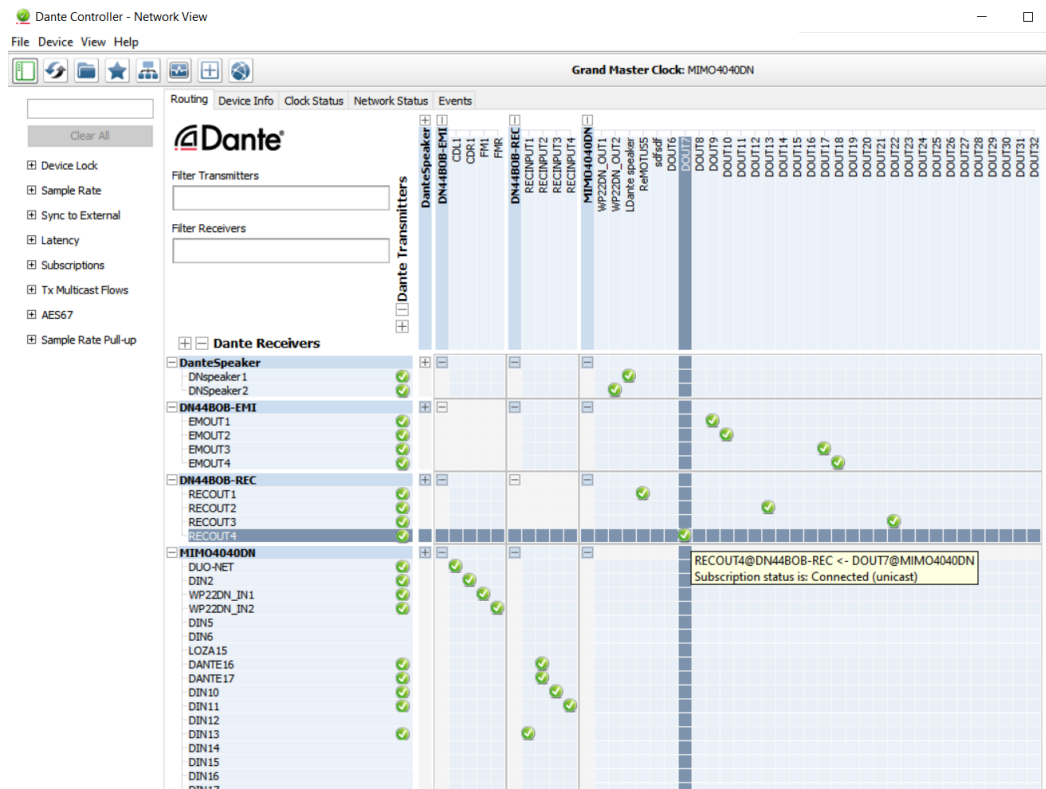 Dante Controller - Network View
File Device View Help
Grand Master Clock: MIMO4040DN
Clear All
Device Lock
Sample Rate
Sync to External
Latency
Subscriptions
Tx Multicast Flows
AES67
Sample Rate Pull-up
Routing Device Info Clock Status Network Status Events
Dante
Filter Transmitters
Filter Receivers
Dante Transmitters
Dante Receivers
DanteSpeaker
DN44BOB-EMI
CDL1
CDR1
FM1
FMR
DN44BOB-REC
RECINPUT1
RECINPUT2
RECINPUT3
RECINPUT4
MIMO4040DN
WP22DN_OUT1
WP22DN_OUT2
LDante speaker
ReMOTUS5
sdfsdf
DOUT6
DOUT7
DOUT8
DOUT9
DOUT10
DOUT11
DOUT12
DOUT13
DOUT14
DOUT15
DOUT16
DOUT17
DOUT18
DOUT19
DOUT20
DOUT21
DOUT22
DOUT23
DOUT24
DOUT25
DOUT26
DOUT27
DOUT28
DOUT29
DOUT30
DOUT31
DOUT32
DanteSpeaker
DNspeaker1
DNSpeaker2
DN44BOB-EMI
EMOUT1
EMOUT2
EMOUT3
EMOUT4
DN44BOB-REC
RECOUT1
RECOUT2
RECOUT3
RECOUT4
MIMO4040DN
DUO-NET
DIN2
WP22DN_IN1
WP22DN_IN2
DIN5
DIN6
LOZA15
DANTE16
DANTE17
DIN10
DIN11
DIN12
DIN13
DIN14
DIN15
DIN16
DIN17
RECOUT4@DN44BOB-REC <- DOUT7@MIMO4040DN
Subscription status is: Connected (unicast)